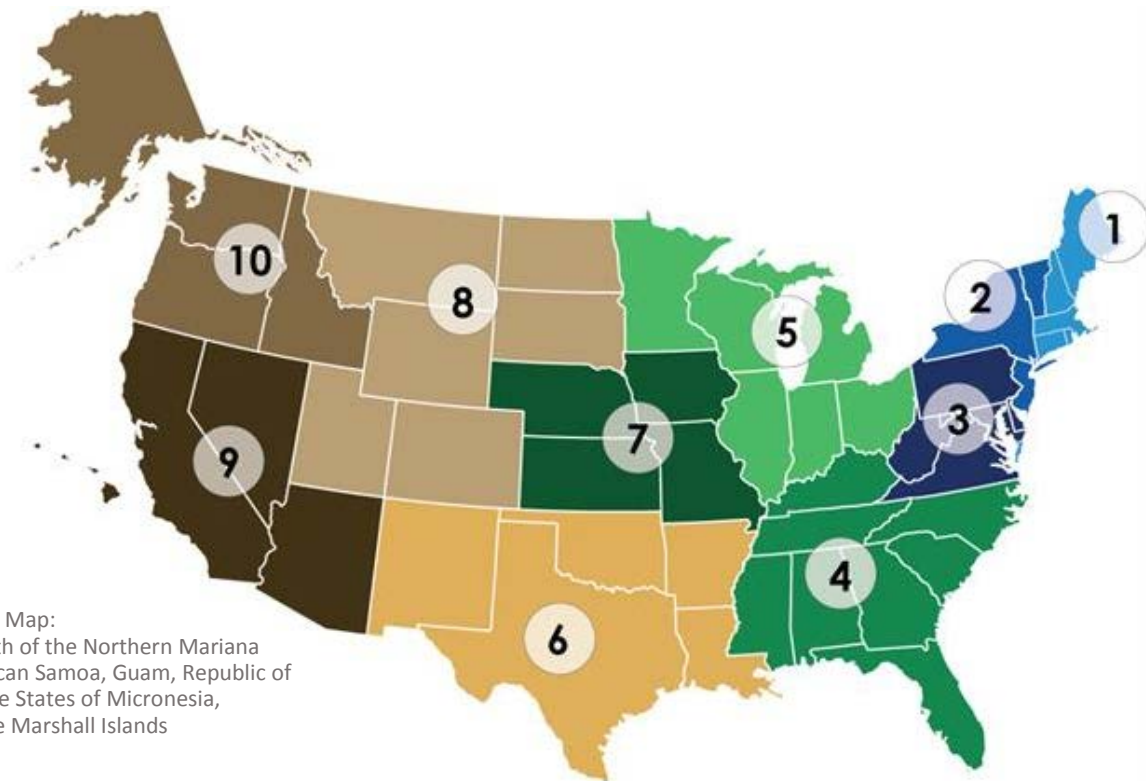 1
10
2
8
5
3
7
9
4
6
Map:
th of the Northern Mariana
can Samoa, Guam, Republic of
e States of Micronesia,
e Marshall Islands